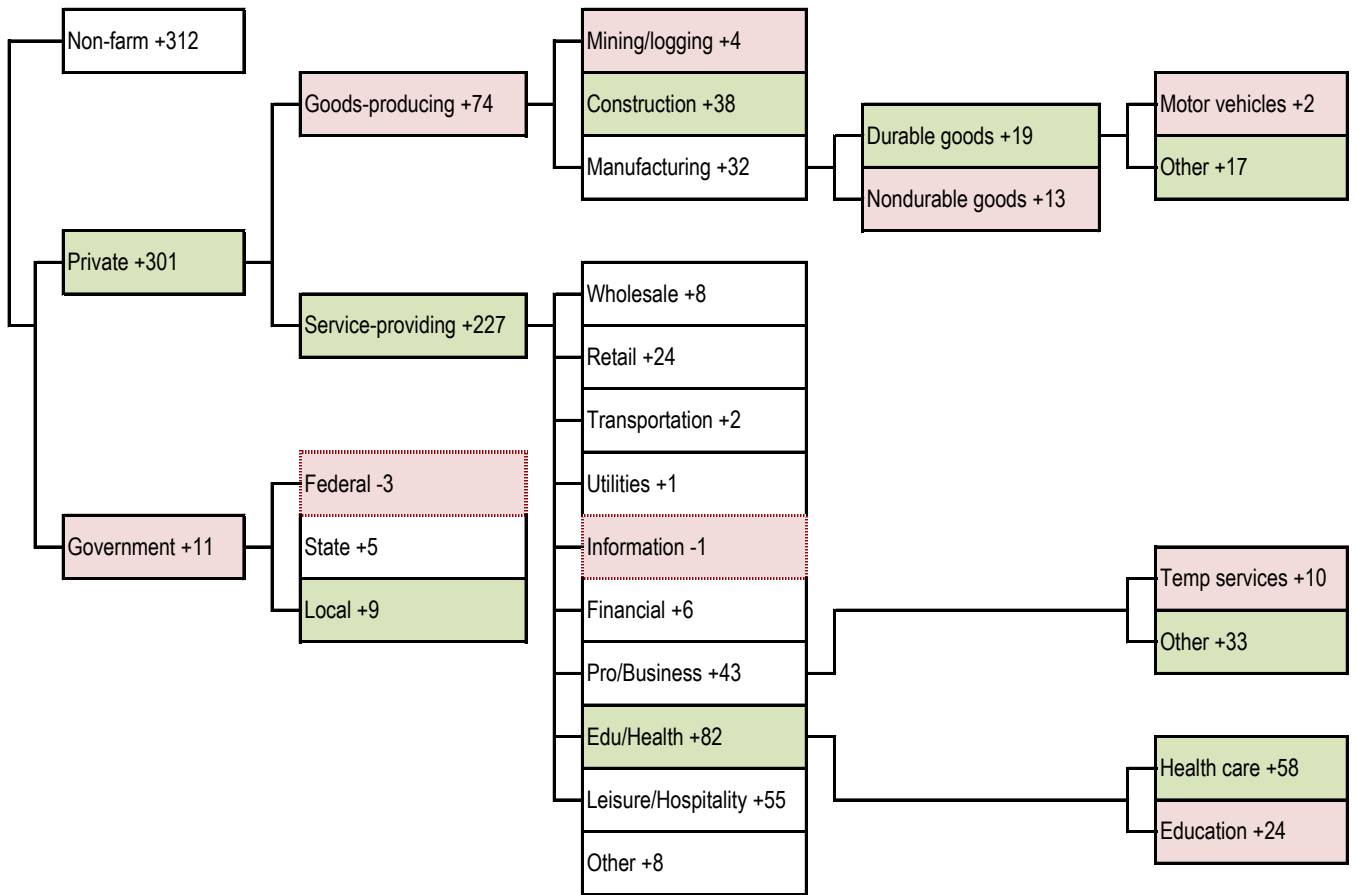 Non-farm +312
Private +301
Government +11
Goods-producing +74
Service-providing +227
Federal -3
State +5
Local +9
Mining/logging +4
Construction +38
Manufacturing +32
Wholesale +8
Retail +24
Transportation +2
Utilities +1
Information -1
Financial +6
Pro/Business +43
Edu/Health +82
Leisure/Hospitality +55
Other +8
Durable goods +19
Nondurable goods +13
Motor vehicles +2
Other +17
Temp services +10
Other +33
Health care +58
Education +24